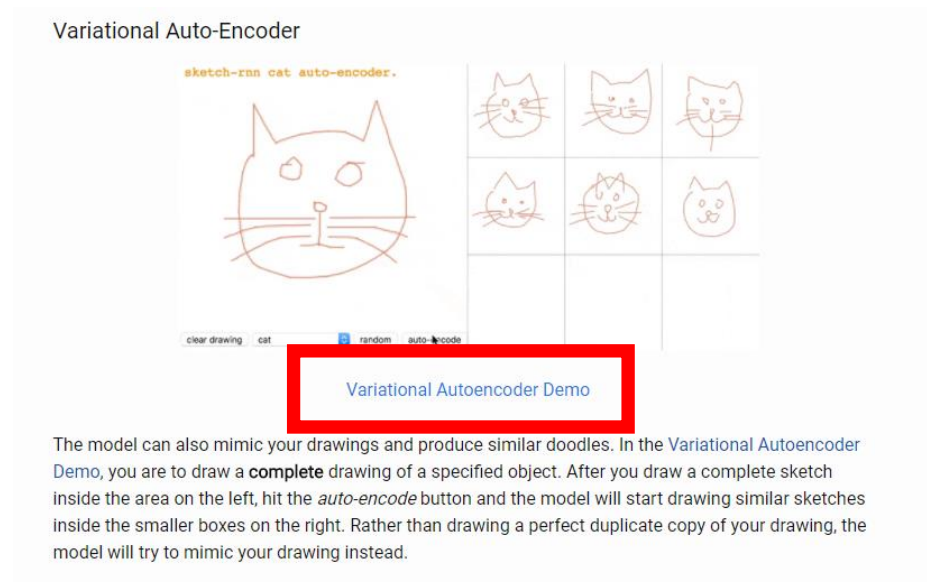 Variational Auto-Encoder
sketch-rnn cat auto-encoder.
clear drawing cat random auto-encode
Variational Autoencoder Demo
The model can also mimic your drawings and produce similar doodles. In the Variational Autoencoder
Demo, you are to draw a complete drawing of a specified object. After you draw a complete sketch
inside the area on the left, hit the auto-encode button and the model will start drawing similar sketches
inside the smaller boxes on the right. Rather than drawing a perfect duplicate copy of your drawing, the
model will try to mimic your drawing instead.